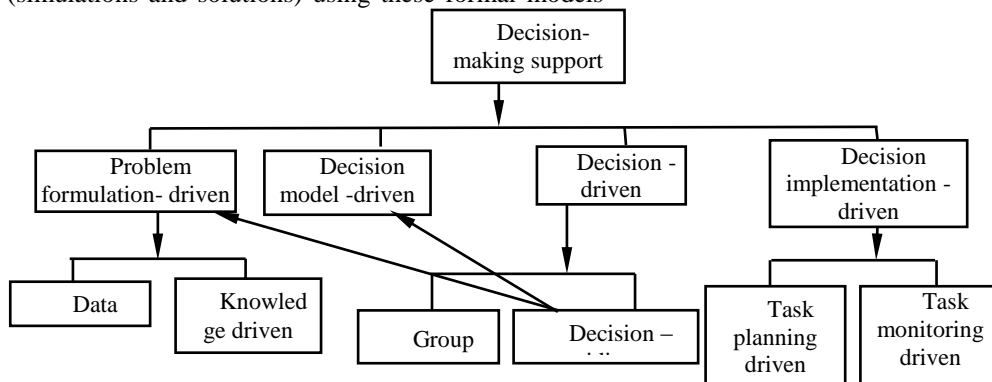 (simulations and solutions) using these formal models
Decision-
making support
Problem
formulation- driven
Decision
model -driven
Decision -
driven
Decision
implementation -
driven
Data
Knowled
ge driven
Group
Decision –
Task
planning
driven
Task
monitoring
driven